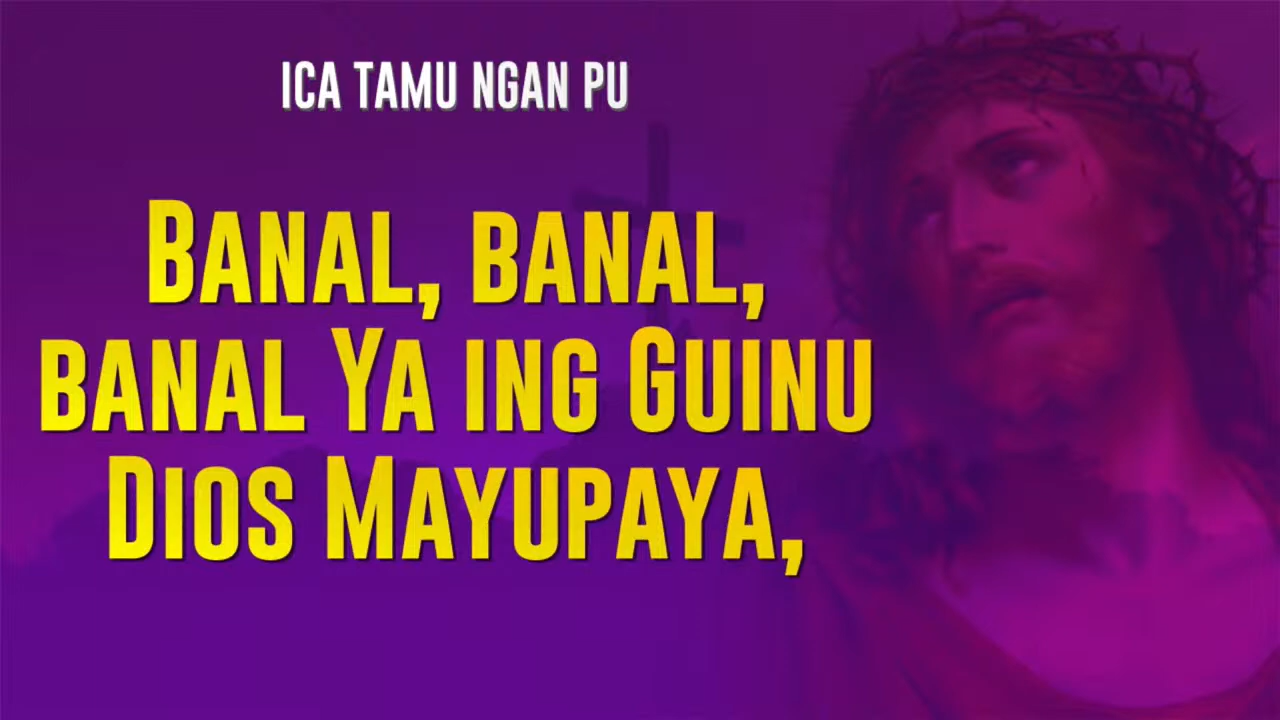 ICA TAMU NGAN PU
BANAL, BANAL,
BANAL YA ING GUINU
DIOS MAYUPAYA,